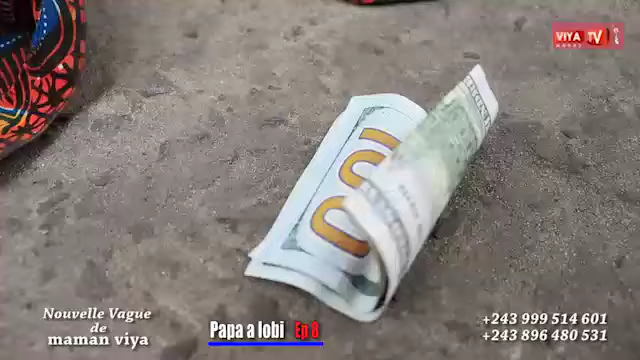 VIYA TV
MONEY
100
Nouvelle Vague
de
maman viya
Papa a lobi Ep 8
+243 999 514 601
+243 896 480 531